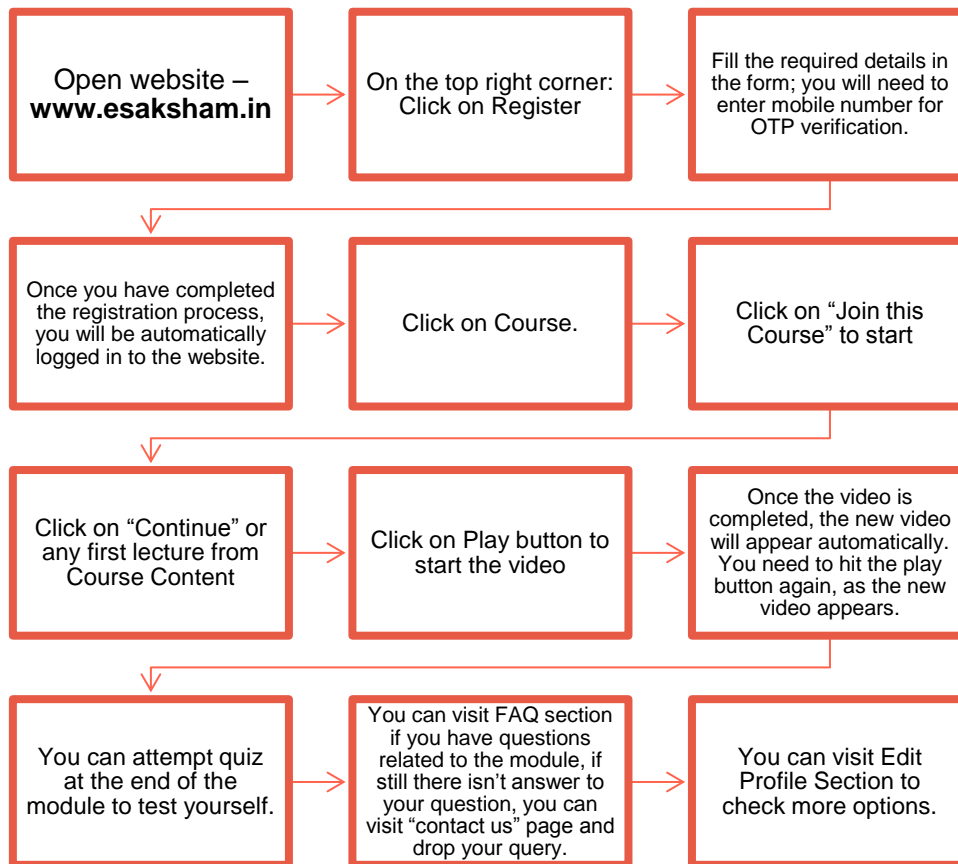 Open website –
www.esaksham.in
On the top right corner:
Click on Register
Fill the required details in
the form; you will need to
enter mobile number for
OTP verification.
Once you have completed
the registration process,
you will be automatically
logged in to the website.
Click on Course.
Click on “Join this
Course” to start
Click on “Continue” or
any first lecture from
Course Content
Click on Play button to
start the video
Once the video is
completed, the new video
will appear automatically.
You need to hit the play
button again, as the new
video appears.
You can attempt quiz
at the end of the
module to test yourself.
You can visit FAQ section
if you have questions
related to the module, if
still there isn’t answer to
your question, you can
visit “contact us” page and
drop your query.
You can visit Edit
Profile Section to
check more options.